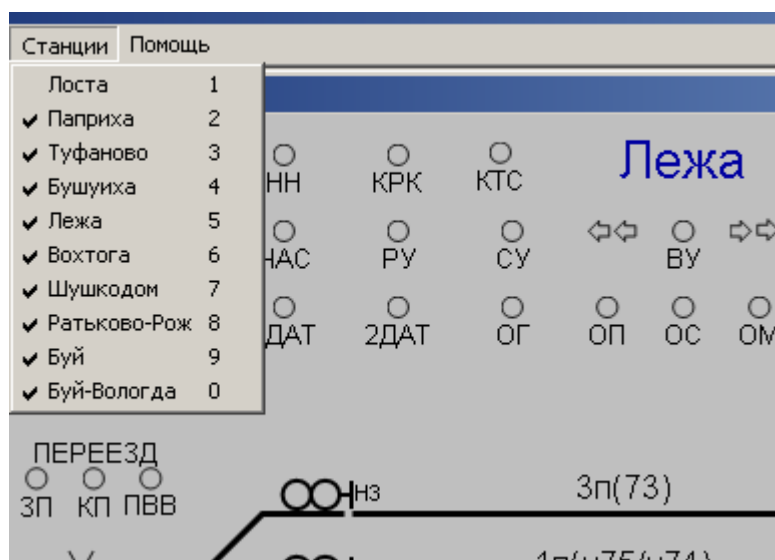 Станции Помощь
Лоста 1
Паприха 2
Туфаново 3
Бушуиха 4
Лежа 5
Вохтога 6
Шушкодом 7
Ратьково-Рож 8
Буй 9
Буй-Вологда 0
Лежа
НН КРК КТС
ЧАС РУ СУ ВУ
ДАТ 2ДАТ ОГ ОП ОС ОМ
ПЕРЕЕЗД
ЗП КП ПВВ
Н3 3п(73)